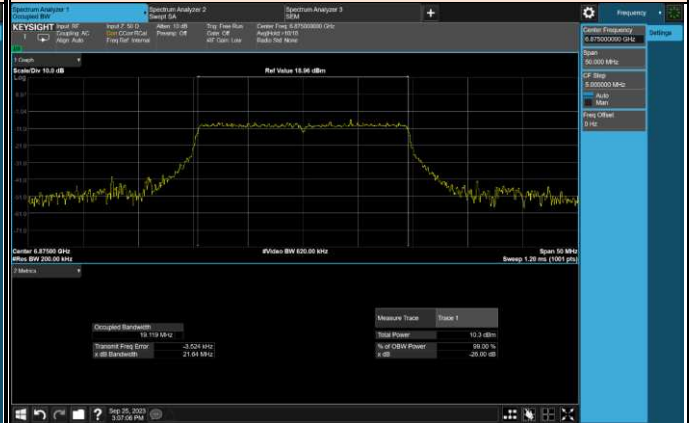 Spectrum Analyzer 1
Occupied BW
Spectrum Analyzer 2
Swept SA
Spectrum Analyzer 3
SEM
+
Frequency
KEYSIGHT
Input RF
Coupling: AC
Align: Auto
Input Z: 50 Ω
Corr CCorr RCal
Freq Ref: Internal
Atten: 10 dB
Preamp: Off
Trig: Free Run
Gate: Off
#IF Gain: Low
Center Freq: 6.875000000 GHz
Avg|Hold:>10/10
Radio Std: None
Center Frequency
6.875000000 GHz
Settings
Span
50.000 MHz
CF Step
5.000000 MHz
Auto
Man
Freq Offset
0 Hz
1 Graph
Scale/Div 10.0 dB
Ref Value 18.96 dBm
Log
Center 6.87500 GHz
#Res BW 200.00 kHz
#Video BW 620.00 kHz
Span 50 MHz
Sweep 1.20 ms (1001 pts)
2 Metrics
Measure Trace
Trace 1
Occupied Bandwidth
19.119 MHz
Total Power
10.3 dBm
Transmit Freq Error
-3.524 kHz
% of OBW Power
99.00 %
x dB Bandwidth
21.64 MHz
x dB
-26.00 dB
?
Sep 25, 2023
3:07:06 PM